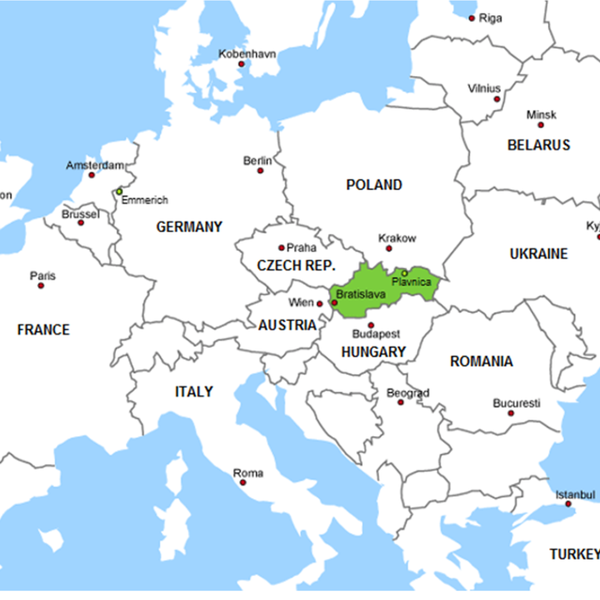 Riga
Kobenhavn
Vilnius
Minsk
BELARUS
Berlin
Amsterdam
on
POLAND
Emmerich
Brussel
GERMANY
Krakow
Ky
Praha
UKRAINE
CZECH REP.
Paris
Plavnica
Bratislava
Wien
FRANCE
AUSTRIA
Budapest
HUNGARY
ROMANIA
ITALY
Beograd
Bucuresti
Roma
Istanbul
TURKEY